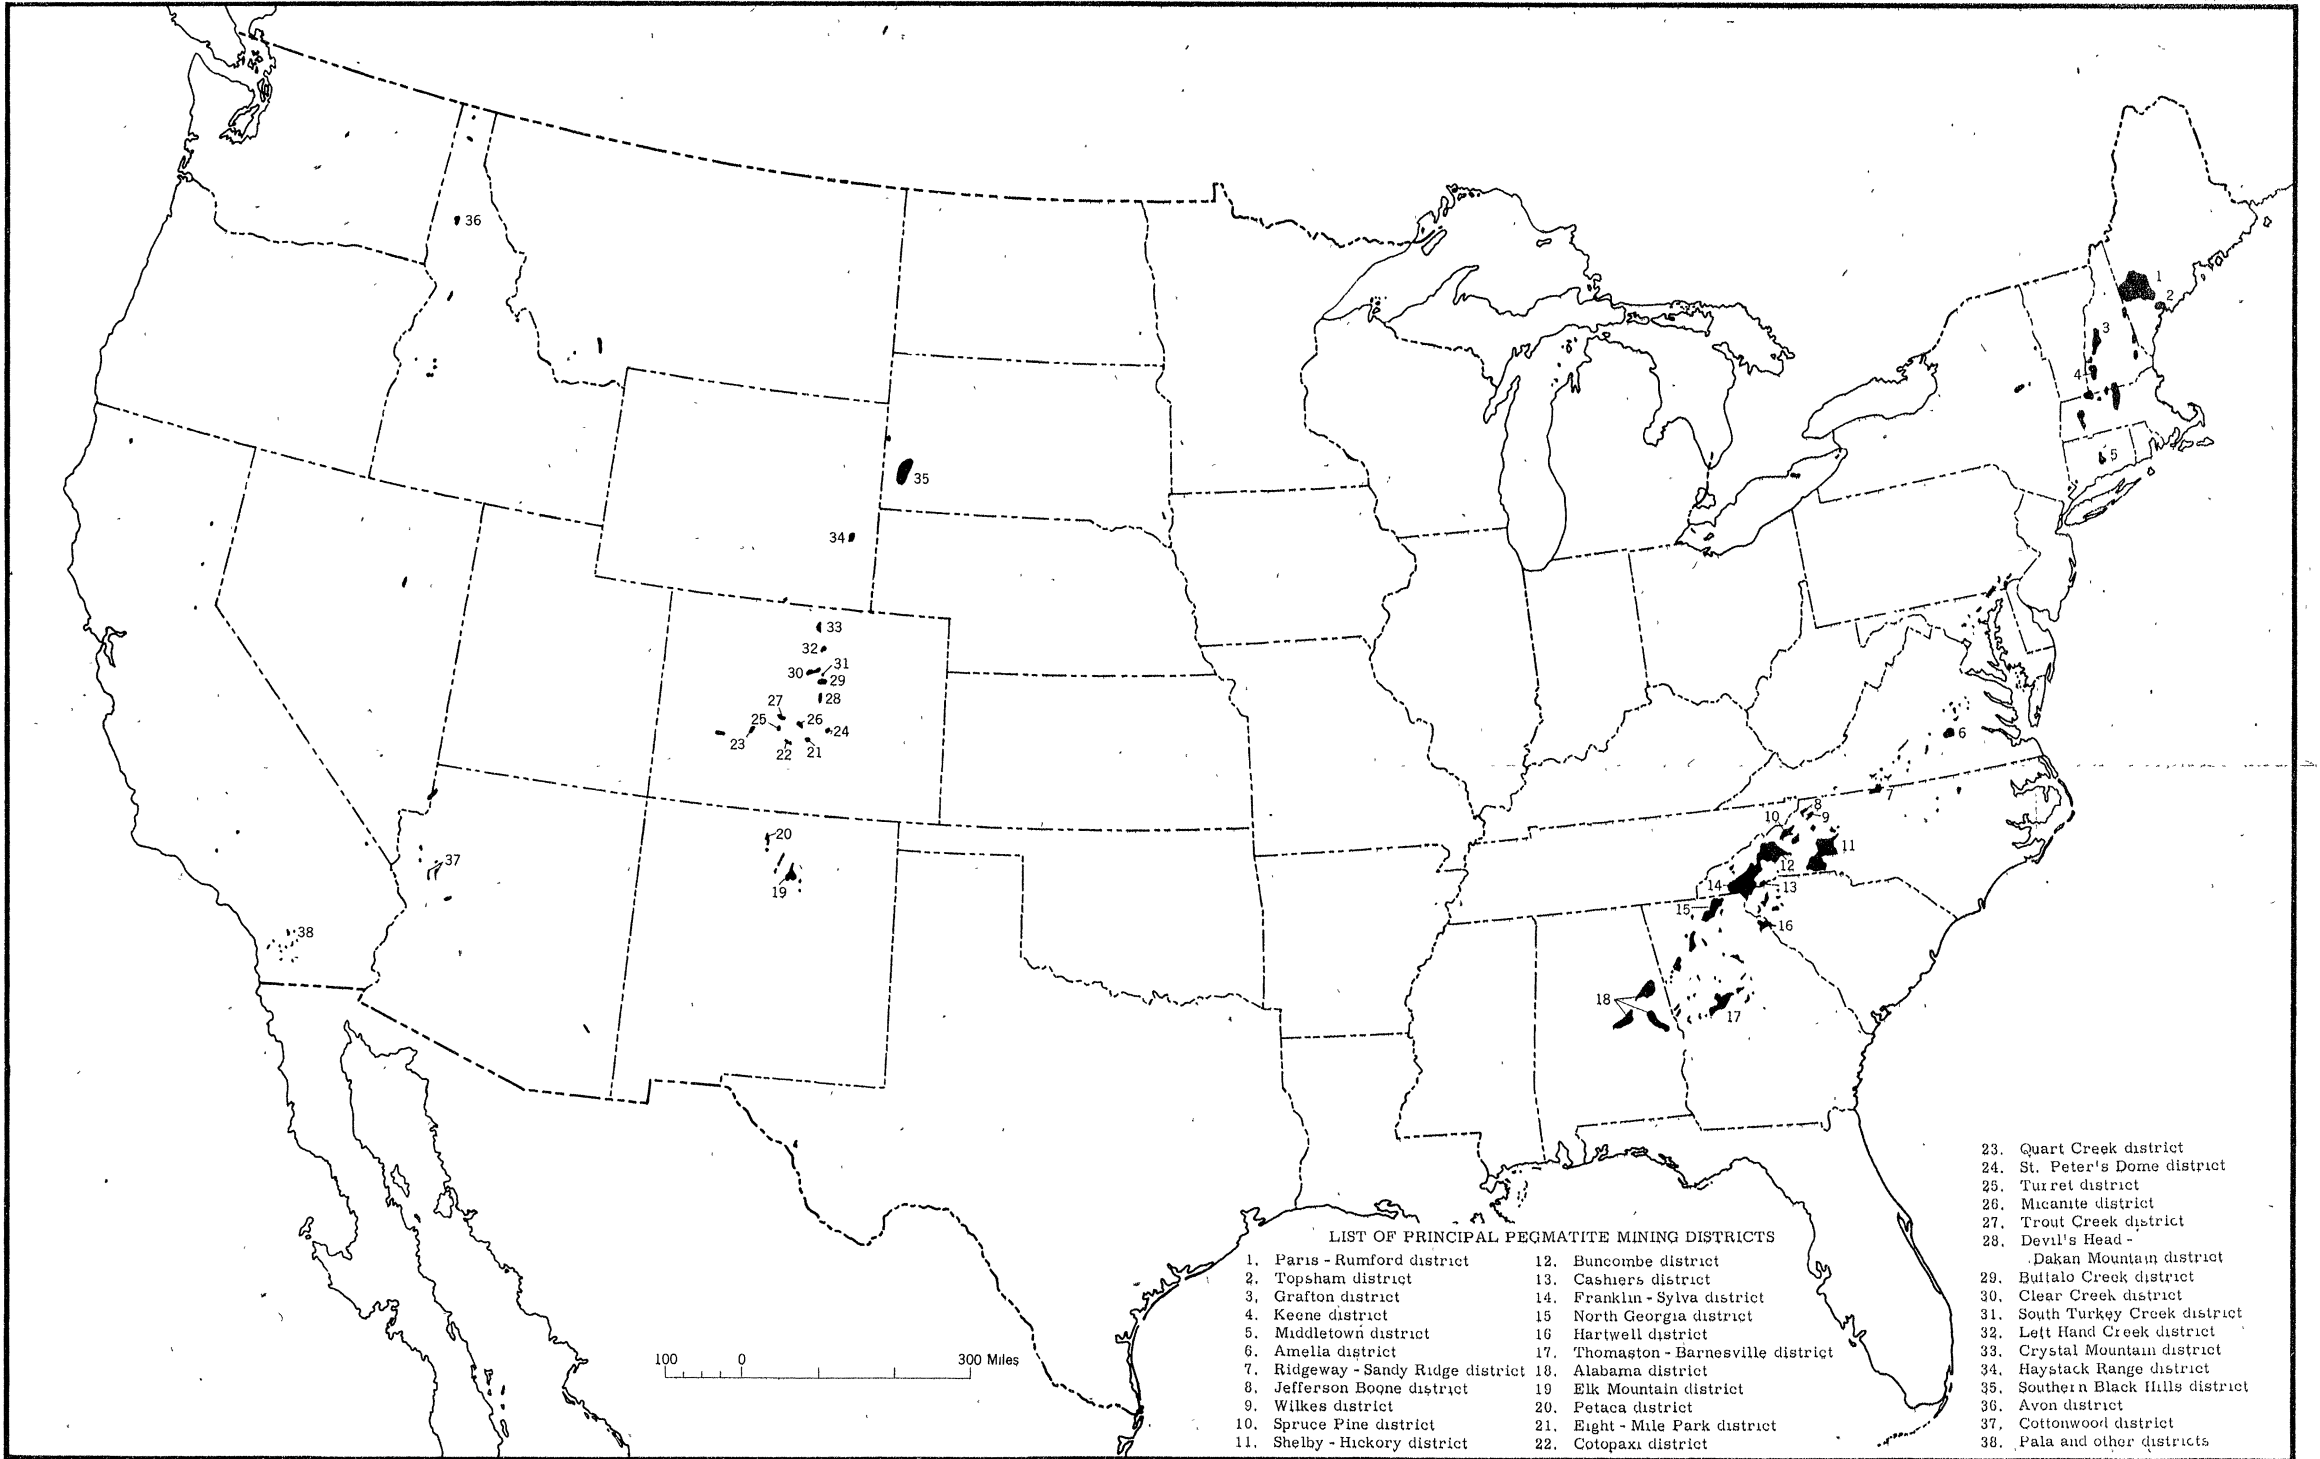 36
1
2
3
4
5
35
34
33
32
31
30
29
28
27
26
25
24
23
22
21
6
7
8
9
10
11
12
13
14
15
16
17
18
20
19
37
38
100 0 300 Miles
LIST OF PRINCIPAL PEGMATITE MINING DISTRICTS
1. Paris - Rumford district
2. Topsham district
3. Grafton district
4. Keene district
5. Middletown district
6. Amelia district
7. Ridgeway - Sandy Ridge district
8. Jefferson Boone district
9. Wilkes district
10. Spruce Pine district
11. Shelby - Hickory district
12. Buncombe district
13. Cashiers district
14. Franklin - Sylva district
15 North Georgia district
16 Hartwell district
17. Thomaston - Barnesville district
18. Alabama district
19 Elk Mountain district
20. Petaca district
21. Eight - Mile Park district
22. Cotopaxi district
23. Quart Creek district
24. St. Peter's Dome district
25. Turret district
26. Micanite district
27. Trout Creek district
28. Devil's Head -
Dakan Mountain district
29. Buffalo Creek district
30. Clear Creek district
31. South Turkey Creek district
32. Left Hand Creek district
33. Crystal Mountain district
34. Haystack Range district
35. Southern Black Hills district
36. Avon district
37. Cottonwood district
38. Pala and other districts